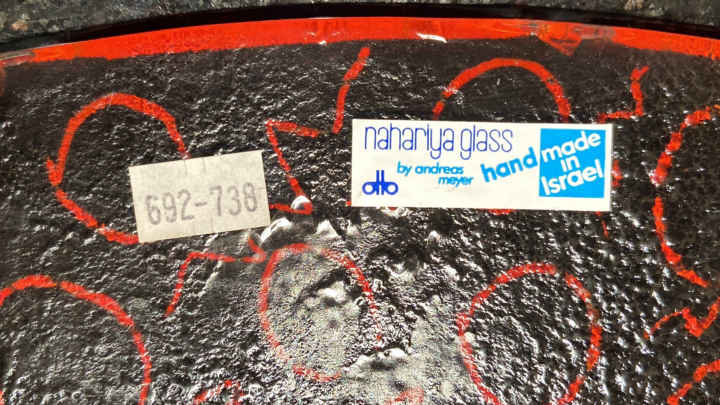 nahariya glass
by andreas
meyer
hand made
in
Israel
692-738